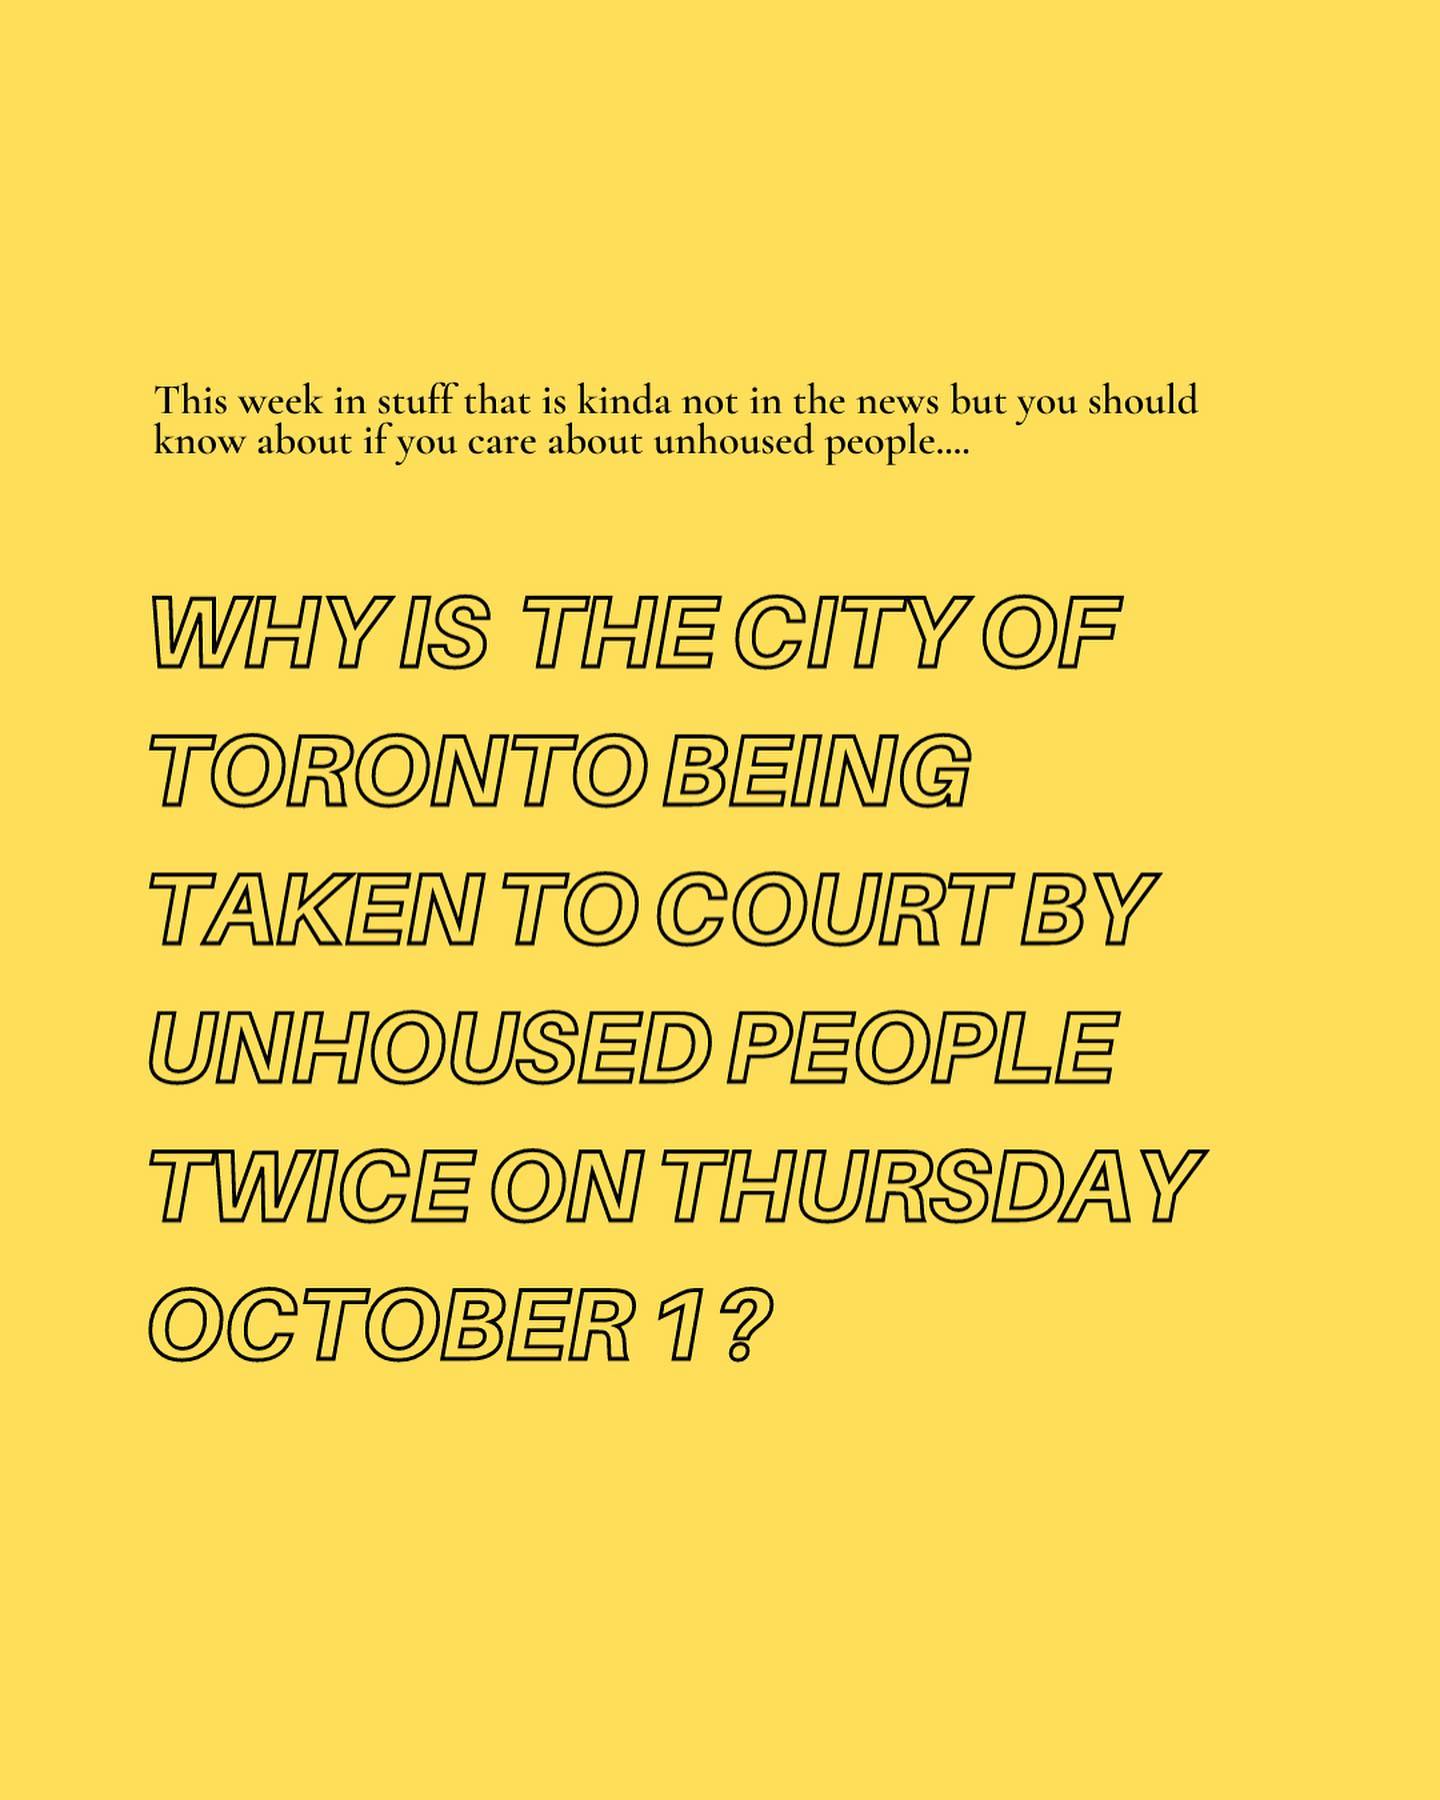 This week in stuff that is kinda not in the news but you should
know about if you care about unhoused people....
WHY IS THE CITY OF
TORONTO BEING
TAKEN TO COURT BY
UNHOUSED PEOPLE
TWICE ON THURSDAY
OCTOBER 1?